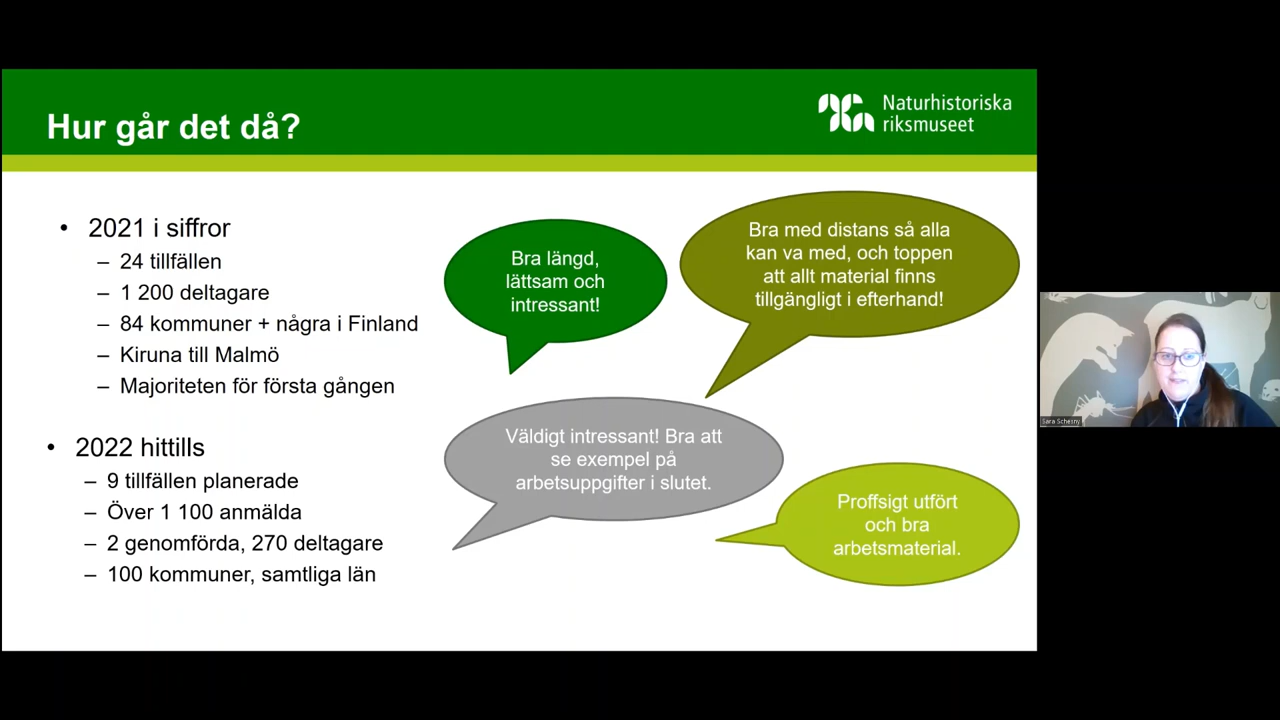 Hur går det då?
Naturhistoriska
riksmuseet
• 2021 i siffror
– 24 tillfällen
– 1 200 deltagare
– 84 kommuner + några i Finland
– Kiruna till Malmö
– Majoriteten för första gången
• 2022 hittills
– 9 tillfällen planerade
– Över 1 100 anmälda
– 2 genomförda, 270 deltagare
– 100 kommuner, samtliga län
Bra längd,
lättsam och
intressant!
Bra med distans så alla
kan va med, och toppen
att allt material finns
tillgängligt i efterhand!
Väldigt intressant! Bra att
se exempel på
arbetsuppgifter i slutet.
Proffsigt utfört
och bra
arbetsmaterial.
Sara Schesny